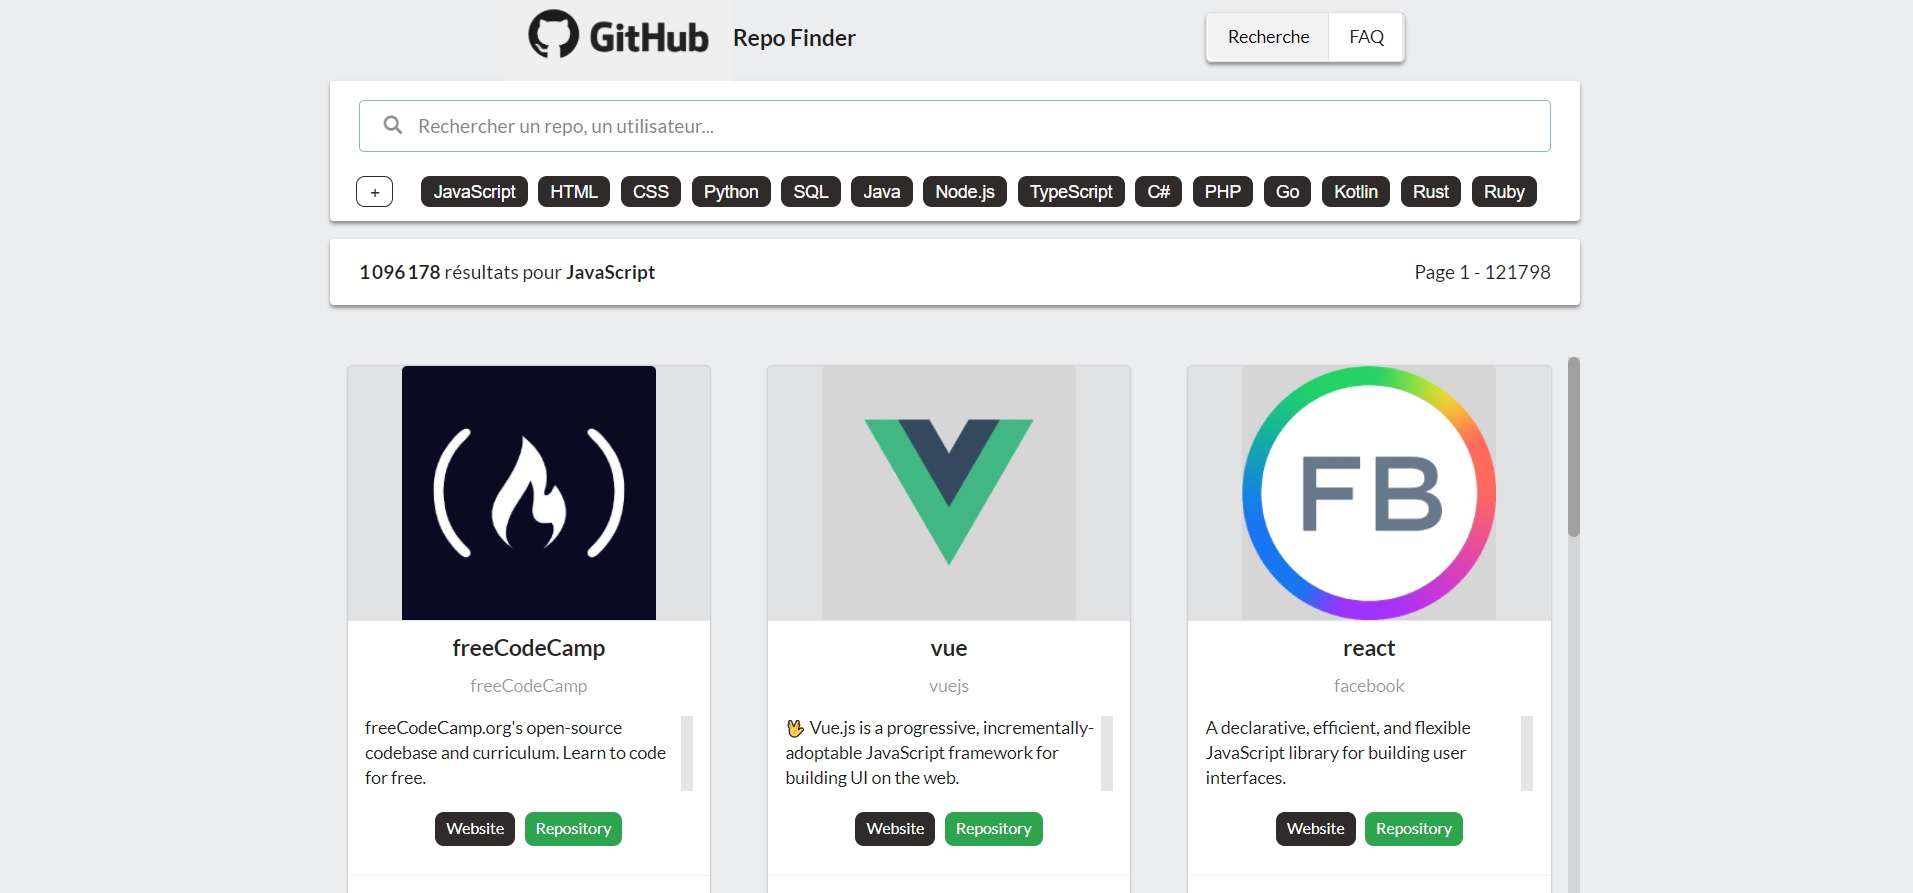 GitHub Repo Finder
Recherche FAQ
Rechercher un repo, un utilisateur...
+ JavaScript HTML CSS Python SQL Java Node.js TypeScript C# PHP Go Kotlin Rust Ruby
1 096 178 résultats pour JavaScript
Page 1 - 121798
FB
freeCodeCamp
freeCodeCamp
freeCodeCamp.org's open-source
codebase and curriculum. Learn to code
for free.
Website Repository
vue
vuejs
🖖 Vue.js is a progressive, incrementally-
adoptable JavaScript framework for
building UI on the web.
Website Repository
react
facebook
A declarative, efficient, and flexible
JavaScript library for building user
interfaces.
Website Repository